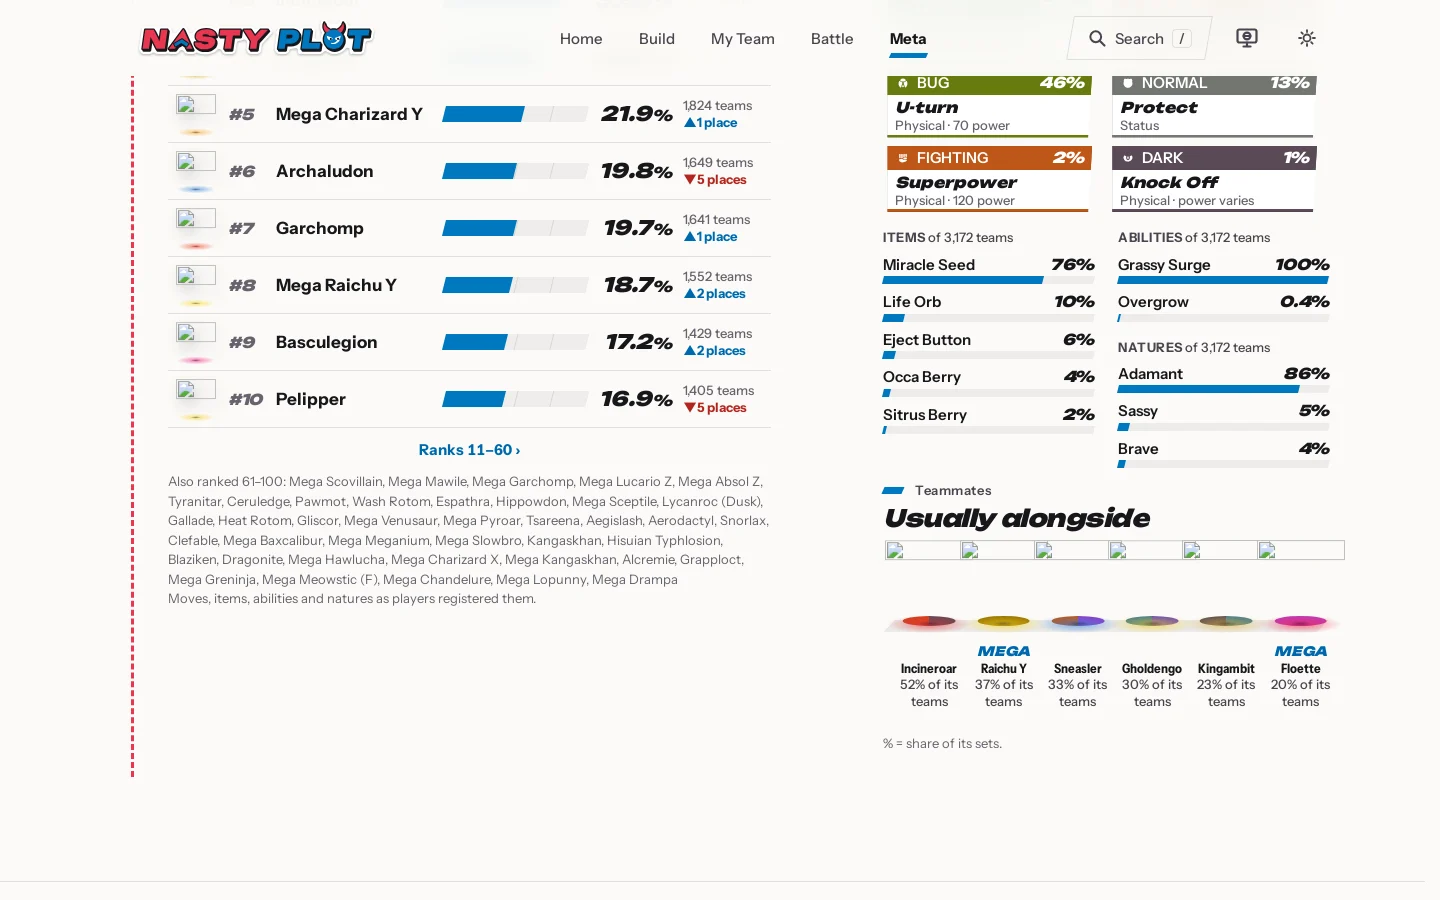 NASTY PLOT
Home
Build
My Team
Battle
Meta
Search /
#5 Mega Charizard Y 21.9% 1,824 teams
▲1 place
#6 Archaludon 19.8% 1,649 teams
▼5 places
#7 Garchomp 19.7% 1,641 teams
▲1 place
#8 Mega Raichu Y 18.7% 1,552 teams
▲2 places
#9 Basculegion 17.2% 1,429 teams
▲2 places
#10 Pelipper 16.9% 1,405 teams
▼5 places
Ranks 11–60 ›
Also ranked 61–100: Mega Scovillain, Mega Mawile, Mega Garchomp, Mega Lucario Z, Mega Absol Z,
Tyranitar, Ceruledge, Pawmot, Wash Rotom, Espathra, Hippowdon, Mega Sceptile, Lycanroc (Dusk),
Gallade, Heat Rotom, Gliscor, Mega Venusaur, Mega Pyroar, Tsareena, Aegislash, Aerodactyl, Snorlax,
Clefable, Mega Baxcalibur, Mega Meganium, Mega Slowbro, Kangaskhan, Hisuian Typhlosion,
Blaziken, Dragonite, Mega Hawlucha, Mega Charizard X, Mega Kangaskhan, Alcremie, Grapploct,
Mega Greninja, Mega Meowstic (F), Mega Chandelure, Mega Lopunny, Mega Drampa
Moves, items, abilities and natures as players registered them.
BUG 46%
U-turn
Physical · 70 power
NORMAL 13%
Protect
Status
FIGHTING 2%
Superpower
Physical · 120 power
DARK 1%
Knock Off
Physical · power varies
ITEMS of 3,172 teams
Miracle Seed 76%
Life Orb 10%
Eject Button 6%
Occa Berry 4%
Sitrus Berry 2%
ABILITIES of 3,172 teams
Grassy Surge 100%
Overgrow 0.4%
NATURES of 3,172 teams
Adamant 86%
Sassy 5%
Brave 4%
Teammates
Usually alongside
Incineroar
52% of its
teams
MEGA
Raichu Y
37% of its
teams
Sneasler
33% of its
teams
Gholdengo
30% of its
teams
Kingambit
23% of its
teams
MEGA
Floette
20% of its
teams
% = share of its sets.